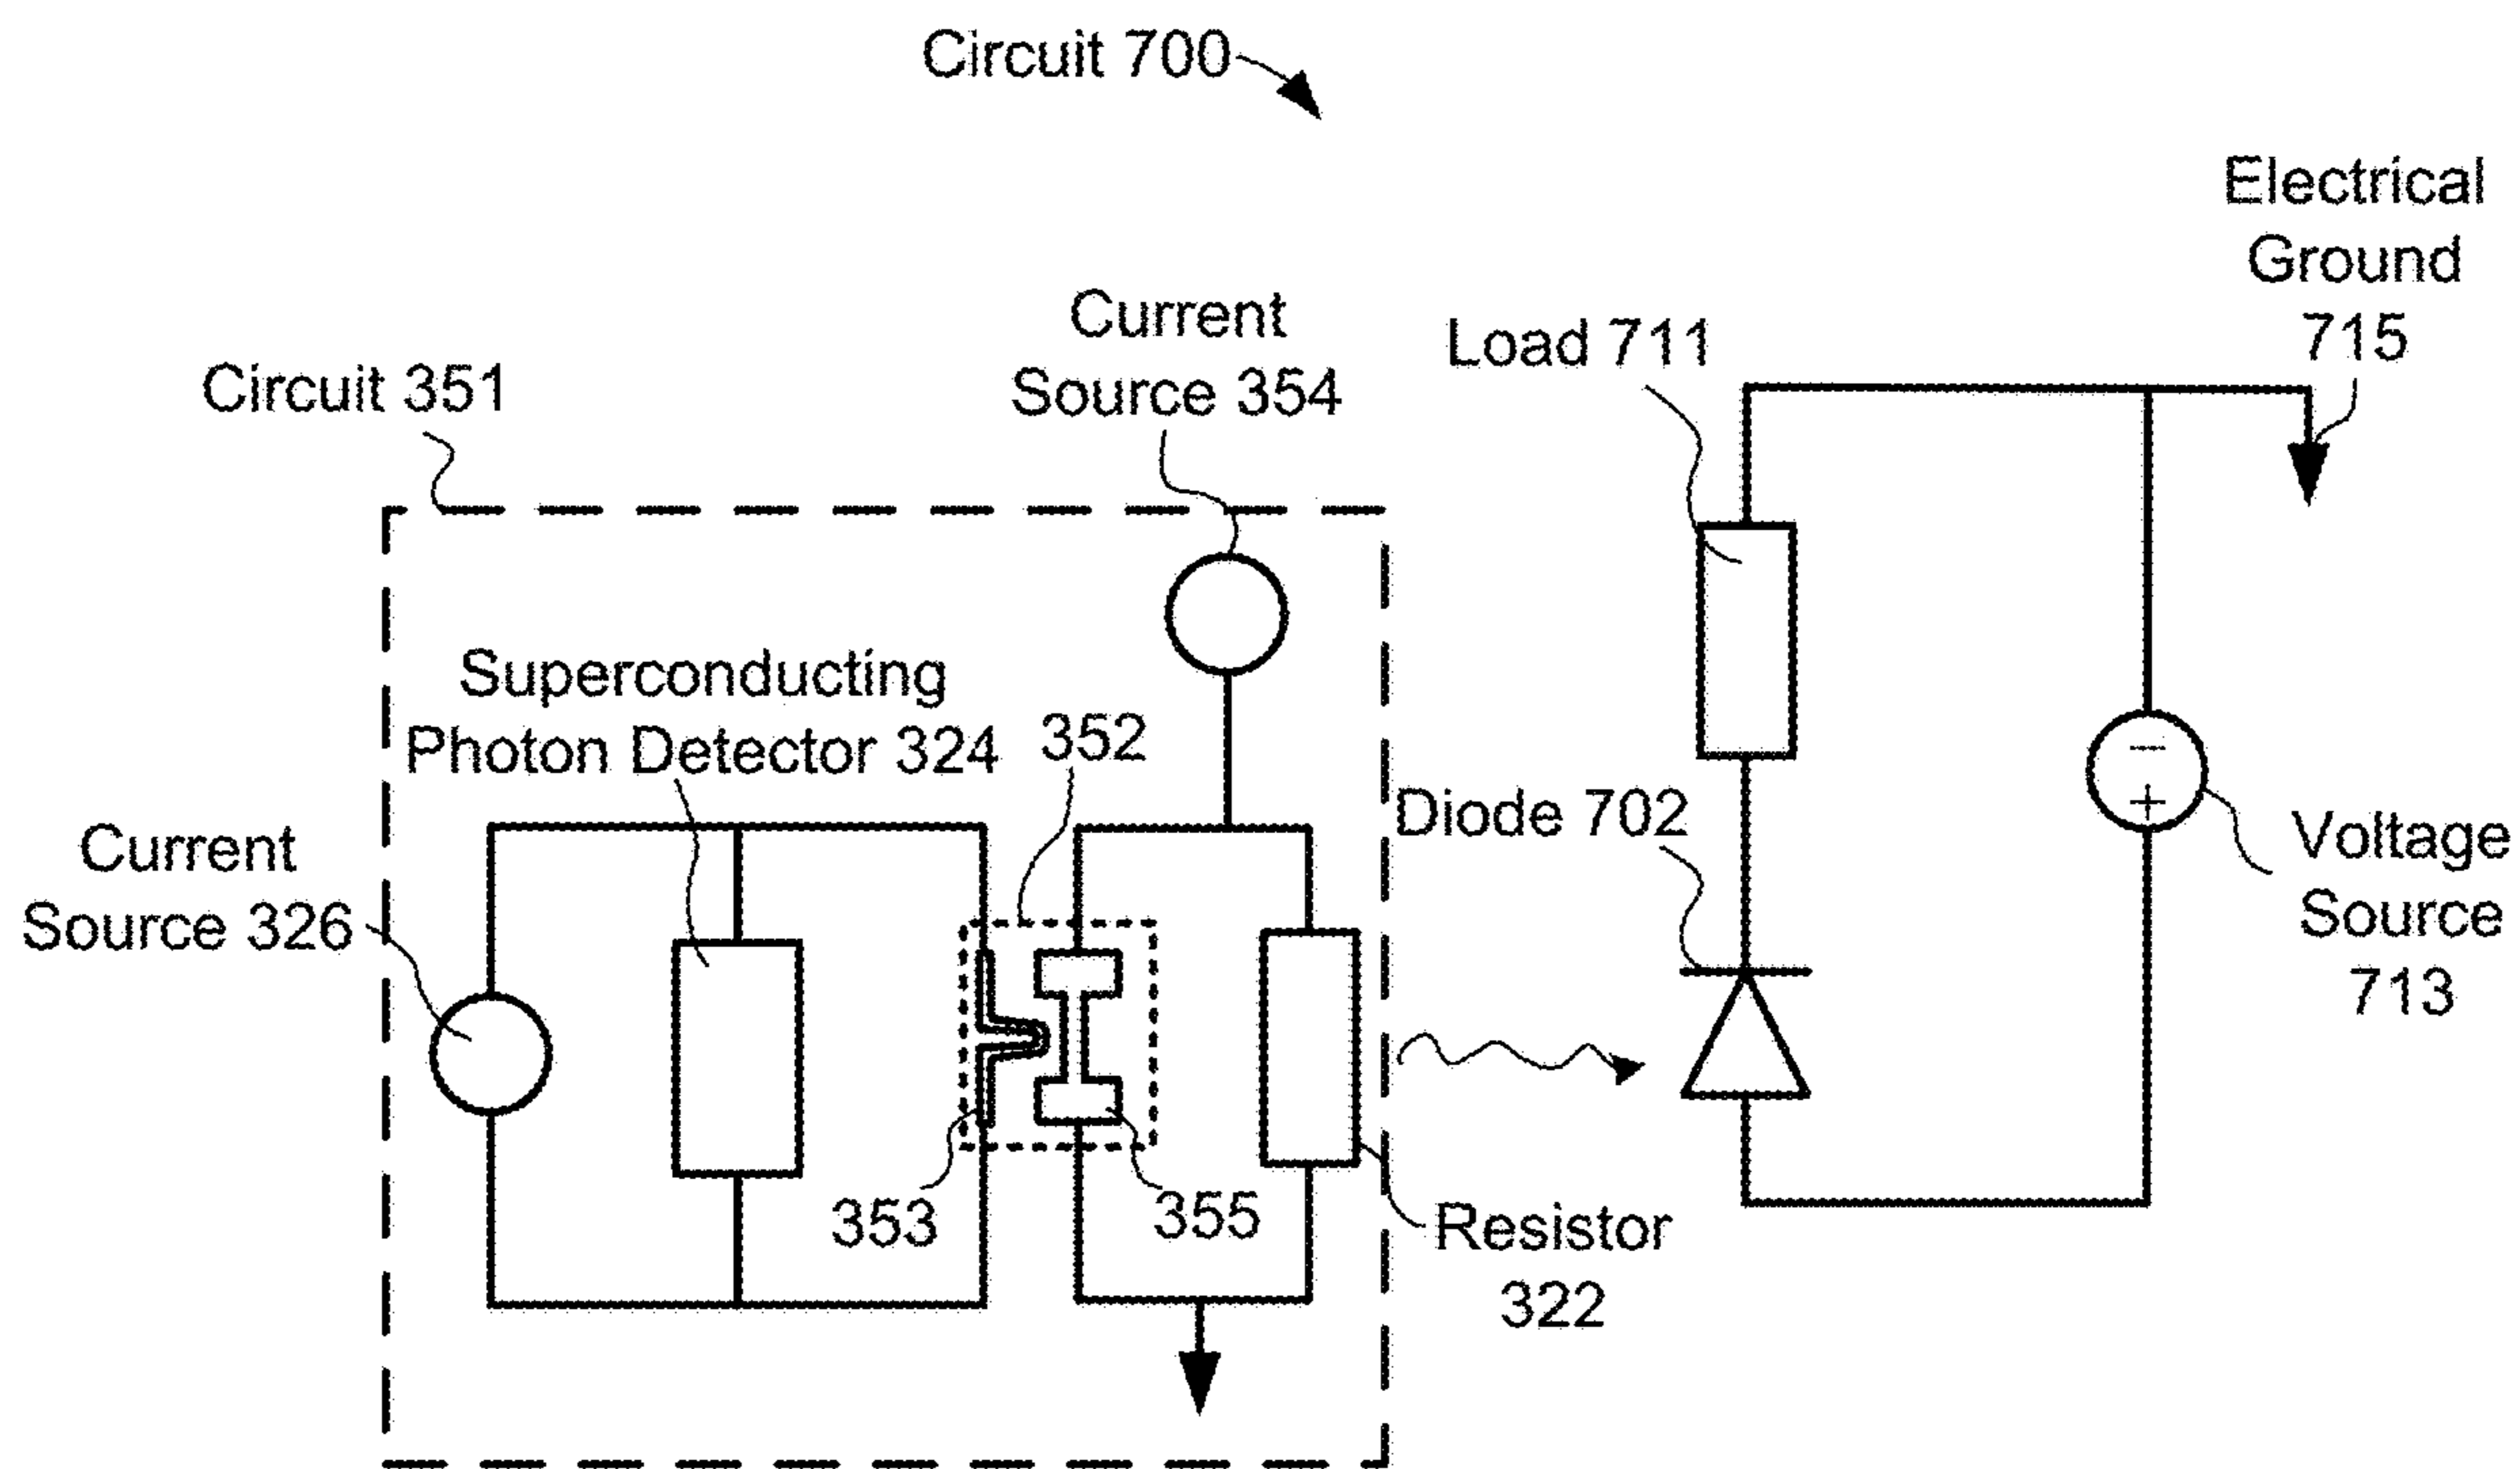 Circuit 700
Electrical
Ground
715
Current
Source 354
Load 711
Circuit 351
Superconducting
Photon Detector 324
352
Diode 702
Current
Source 326
−
+
Voltage
Source
713
353
355
Resistor
322